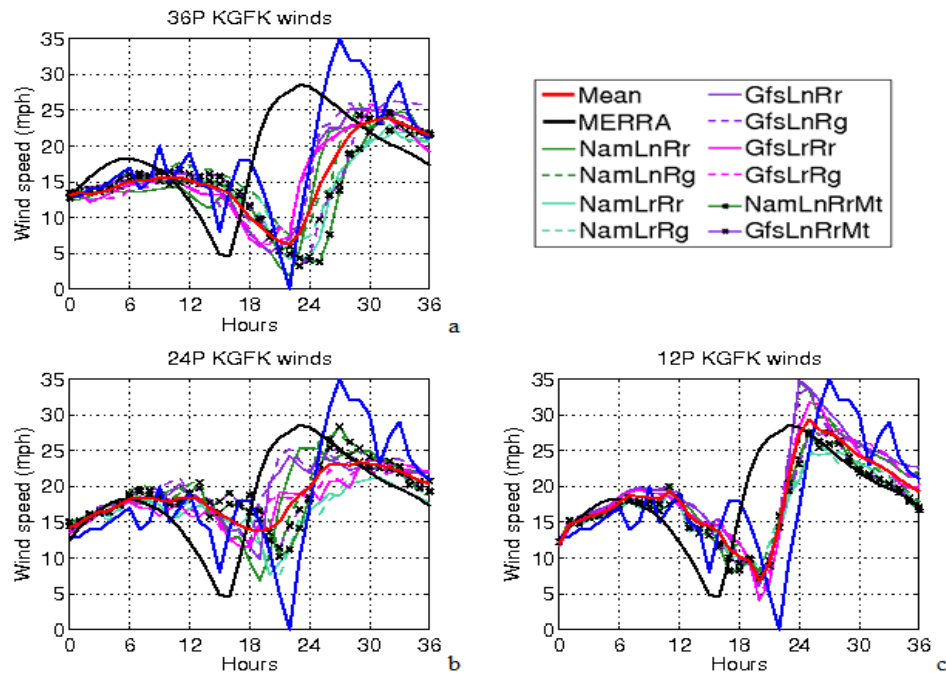 36P KGFK winds
Wind speed (mph)
35
30
25
20
15
10
5
0
0 6 12 18 24 30 36
Hours
a
Mean
MERRA
NamLnRr
NamLnRg
NamLrRr
NamLrRg
GfsLnRr
GfsLnRg
GfsLrRr
GfsLrRg
NamLnRrMt
GfsLnRrMt
24P KGFK winds
Wind speed (mph)
35
30
25
20
15
10
5
0
0 6 12 18 24 30 36
Hours
b
12P KGFK winds
Wind speed (mph)
35
30
25
20
15
10
5
0
0 6 12 18 24 30 36
Hours
c